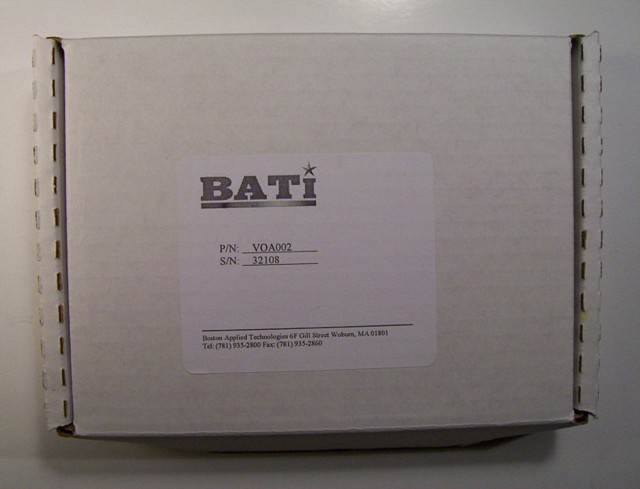 BATi
P/N: VOA002
S/N: 32108
Boston Applied Technologies 6F Gill Street Woburn, MA 01801
Tel: (781) 935-2800 Fax: (781) 935-2860